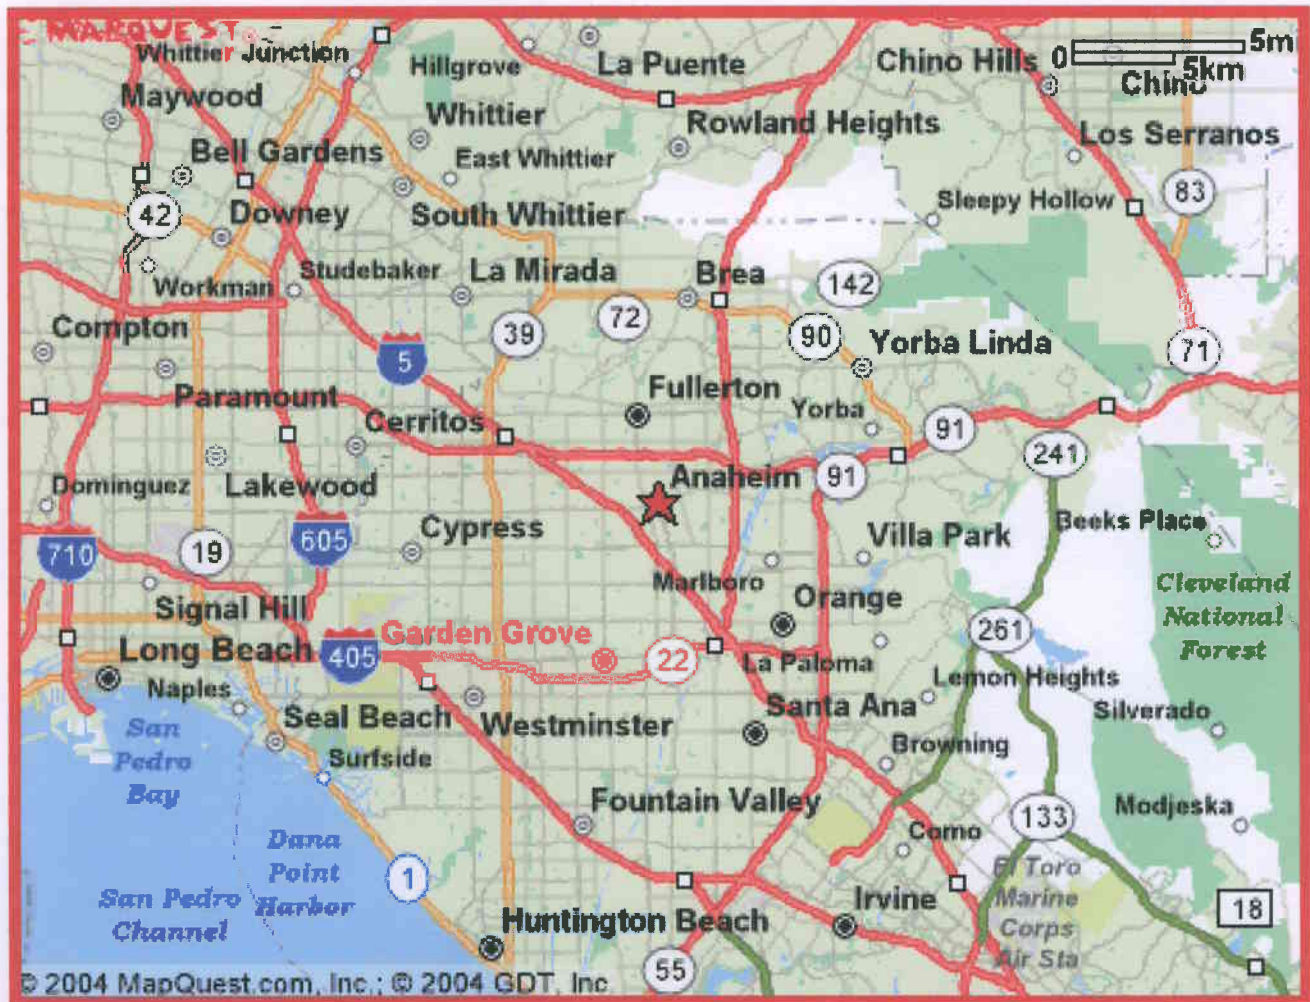 MAPQUEST
Whittier Junction
Hillgrove
La Puente
Chino Hills
0
5m
5km
Chino
Maywood
Whittier
Rowland Heights
Los Serranos
Bell Gardens
East Whittier
42
Downey
South Whittier
Sleepy Hollow
83
Workman
Studebaker
La Mirada
Brea
142
Compton
39
72
90
Yorba Linda
71
5
Paramount
Cerritos
Fullerton
Yorba
91
241
Dominguez
Lakewood
Anaheim
91
710
19
605
Cypress
Villa Park
Beeks Place
Marlboro
Cleveland
National
Forest
Signal Hill
Orange
261
Long Beach
405
Garden Grove
22
La Paloma
Lemon Heights
Naples
Seal Beach
Westminster
Santa Ana
Silverado
San
Pedro
Bay
Surfside
Browning
Fountain Valley
133
Modjeska
Dana
Point
Harbor
Como
1
San Pedro
Channel
Irvine
El Toro
Marine
Corps
Air Sta
18
Huntington Beach
55
© 2004 MapQuest.com, Inc.; © 2004 GDT, Inc